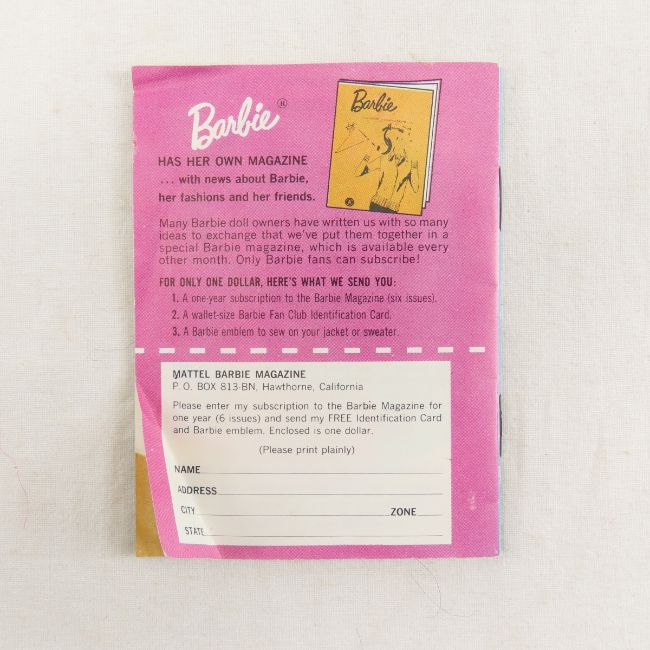 Barbie®
Barbie
HAS HER OWN MAGAZINE
... with news about Barbie,
her fashions and her friends.
Many Barbie doll owners have written us with so many
ideas to exchange that we've put them together in a
special Barbie magazine, which is available every
other month. Only Barbie fans can subscribe!
FOR ONLY ONE DOLLAR, HERE'S WHAT WE SEND YOU:
1. A one-year subscription to the Barbie Magazine (six issues).
2. A wallet-size Barbie Fan Club Identification Card.
3. A Barbie emblem to sew on your jacket or sweater.
MATTEL BARBIE MAGAZINE
P. O. BOX 813-BN, Hawthorne, California
Please enter my subscription to the Barbie Magazine for
one year (6 issues) and send my FREE Identification Card
and Barbie emblem. Enclosed is one dollar.
(Please print plainly)
NAME
ADDRESS
CITY ZONE
STATE